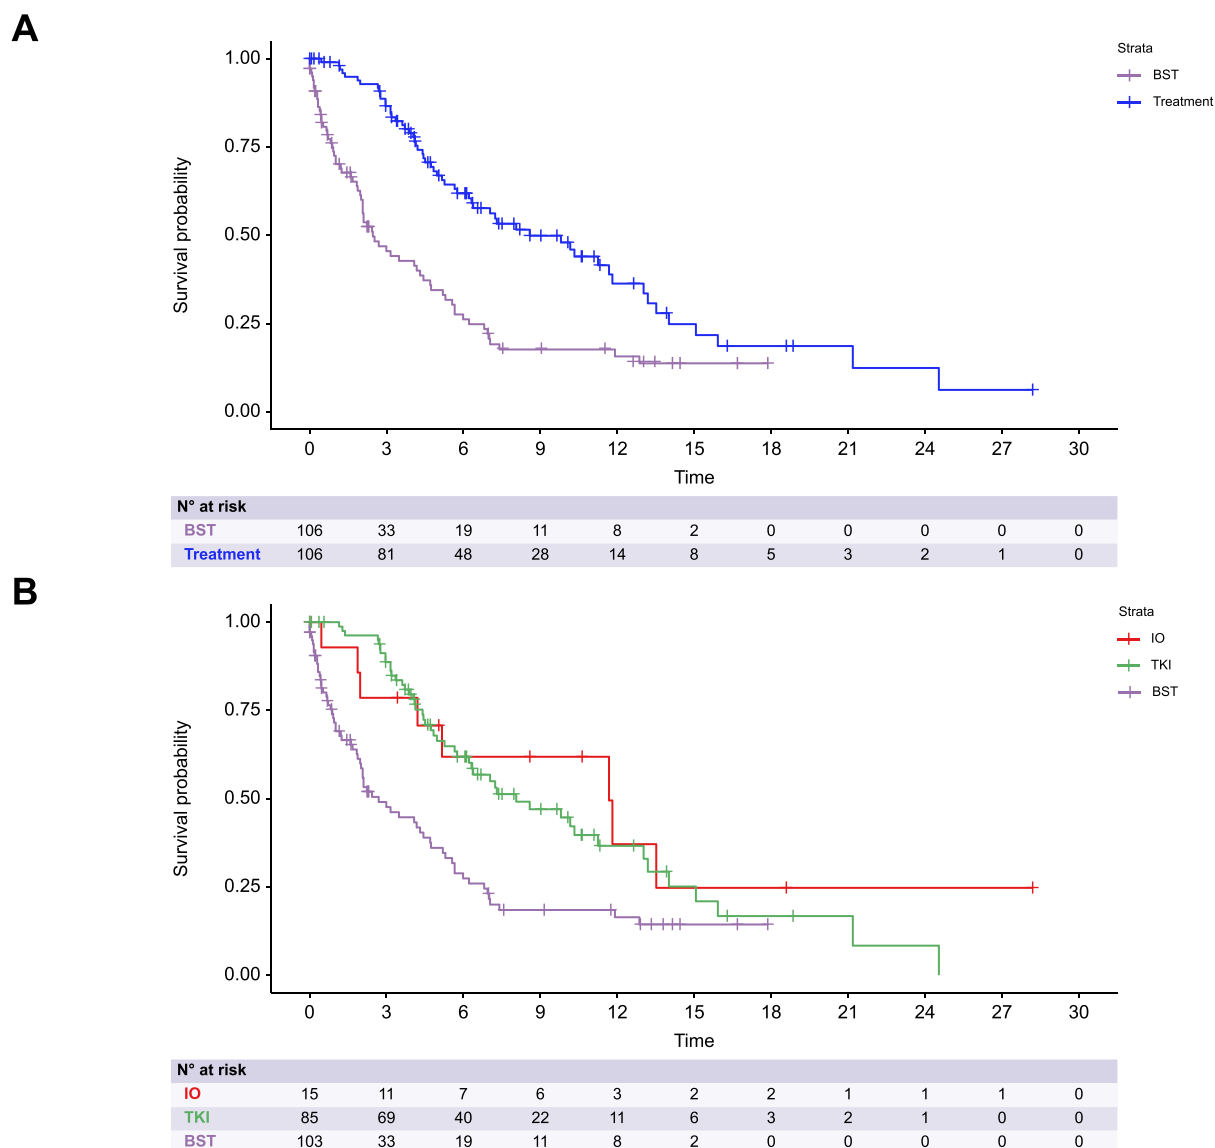 A
Strata
BST
Treatment
1.00
0.75
0.50
0.25
0.00
Survival probability
0 3 6 9 12 15 18 21 24 27 30
Time
N° at risk
BST 106 33 19 11 8 2 0 0 0 0 0
Treatment 106 81 48 28 14 8 5 3 2 1 0
B
Strata
IO
TKI
BST
1.00
0.75
0.50
0.25
0.00
Survival probability
0 3 6 9 12 15 18 21 24 27 30
Time
N° at risk
IO 15 11 7 6 3 2 2 1 1 1 0
TKI 85 69 40 22 11 6 3 2 1 0 0
BST 103 33 19 11 8 2 0 0 0 0 0